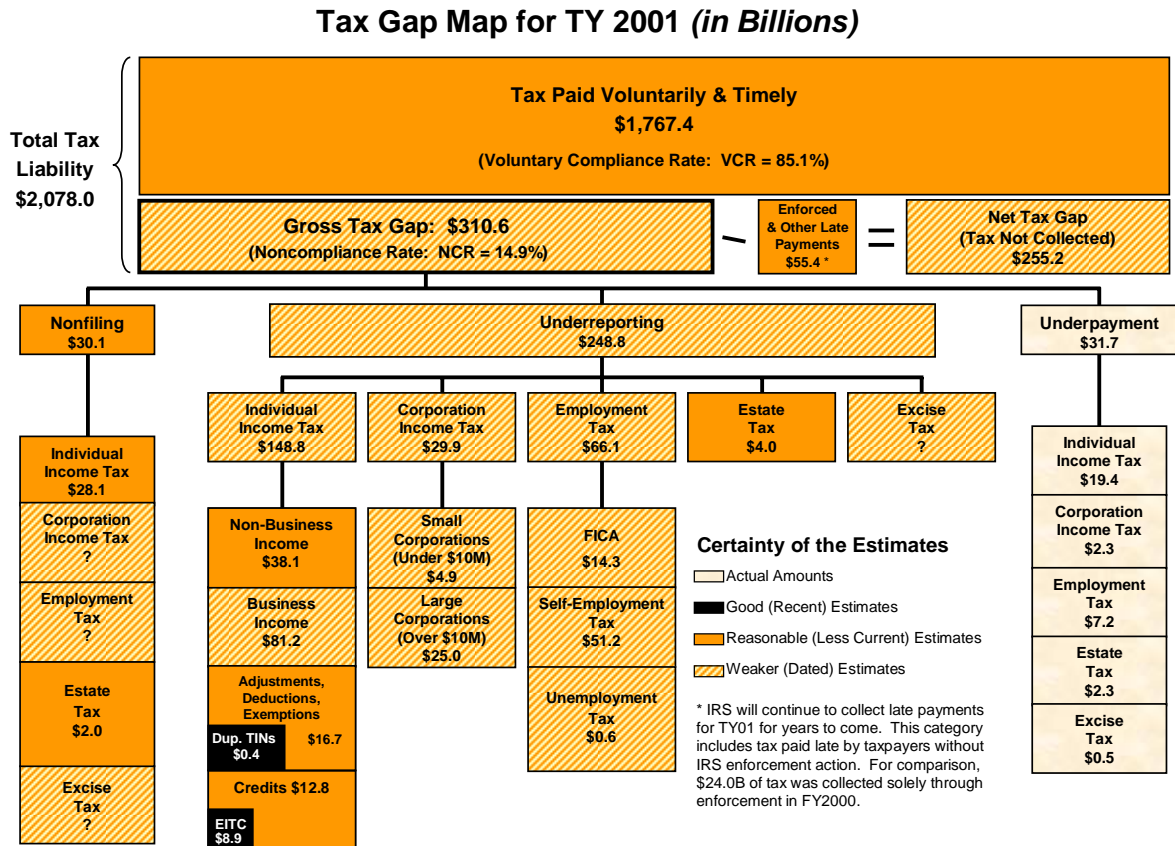 Tax Gap Map for TY 2001 (in Billions)
Total Tax
Liability
$2,078.0
Tax Paid Voluntarily & Timely
$1,767.4
(Voluntary Compliance Rate: VCR = 85.1%)
Gross Tax Gap: $310.6
(Noncompliance Rate: NCR = 14.9%)
–
Enforced
& Other Late
Payments
$55.4 *
=
Net Tax Gap
(Tax Not Collected)
$255.2
Nonfiling
$30.1
Underreporting
$248.8
Underpayment
$31.7
Individual
Income Tax
$28.1
Corporation
Income Tax
?
Employment
Tax
?
Estate
Tax
$2.0
Excise
Tax
?
Individual
Income Tax
$148.8
Non-Business
Income
$38.1
Business
Income
$81.2
Adjustments,
Deductions,
Exemptions
$16.7
Dup. TINs
$0.4
Credits $12.8
EITC
$8.9
Corporation
Income Tax
$29.9
Small
Corporations
(Under $10M)
$4.9
Large
Corporations
(Over $10M)
$25.0
Employment
Tax
$66.1
FICA
$14.3
Self-Employment
Tax
$51.2
Unemployment
Tax
$0.6
Estate
Tax
$4.0
Excise
Tax
?
Individual
Income Tax
$19.4
Corporation
Income Tax
$2.3
Employment
Tax
$7.2
Estate
Tax
$2.3
Excise
Tax
$0.5
Certainty of the Estimates
Actual Amounts
Good (Recent) Estimates
Reasonable (Less Current) Estimates
Weaker (Dated) Estimates
* IRS will continue to collect late payments
for TY01 for years to come. This category
includes tax paid late by taxpayers without
IRS enforcement action. For comparison,
$24.0B of tax was collected solely through
enforcement in FY2000.